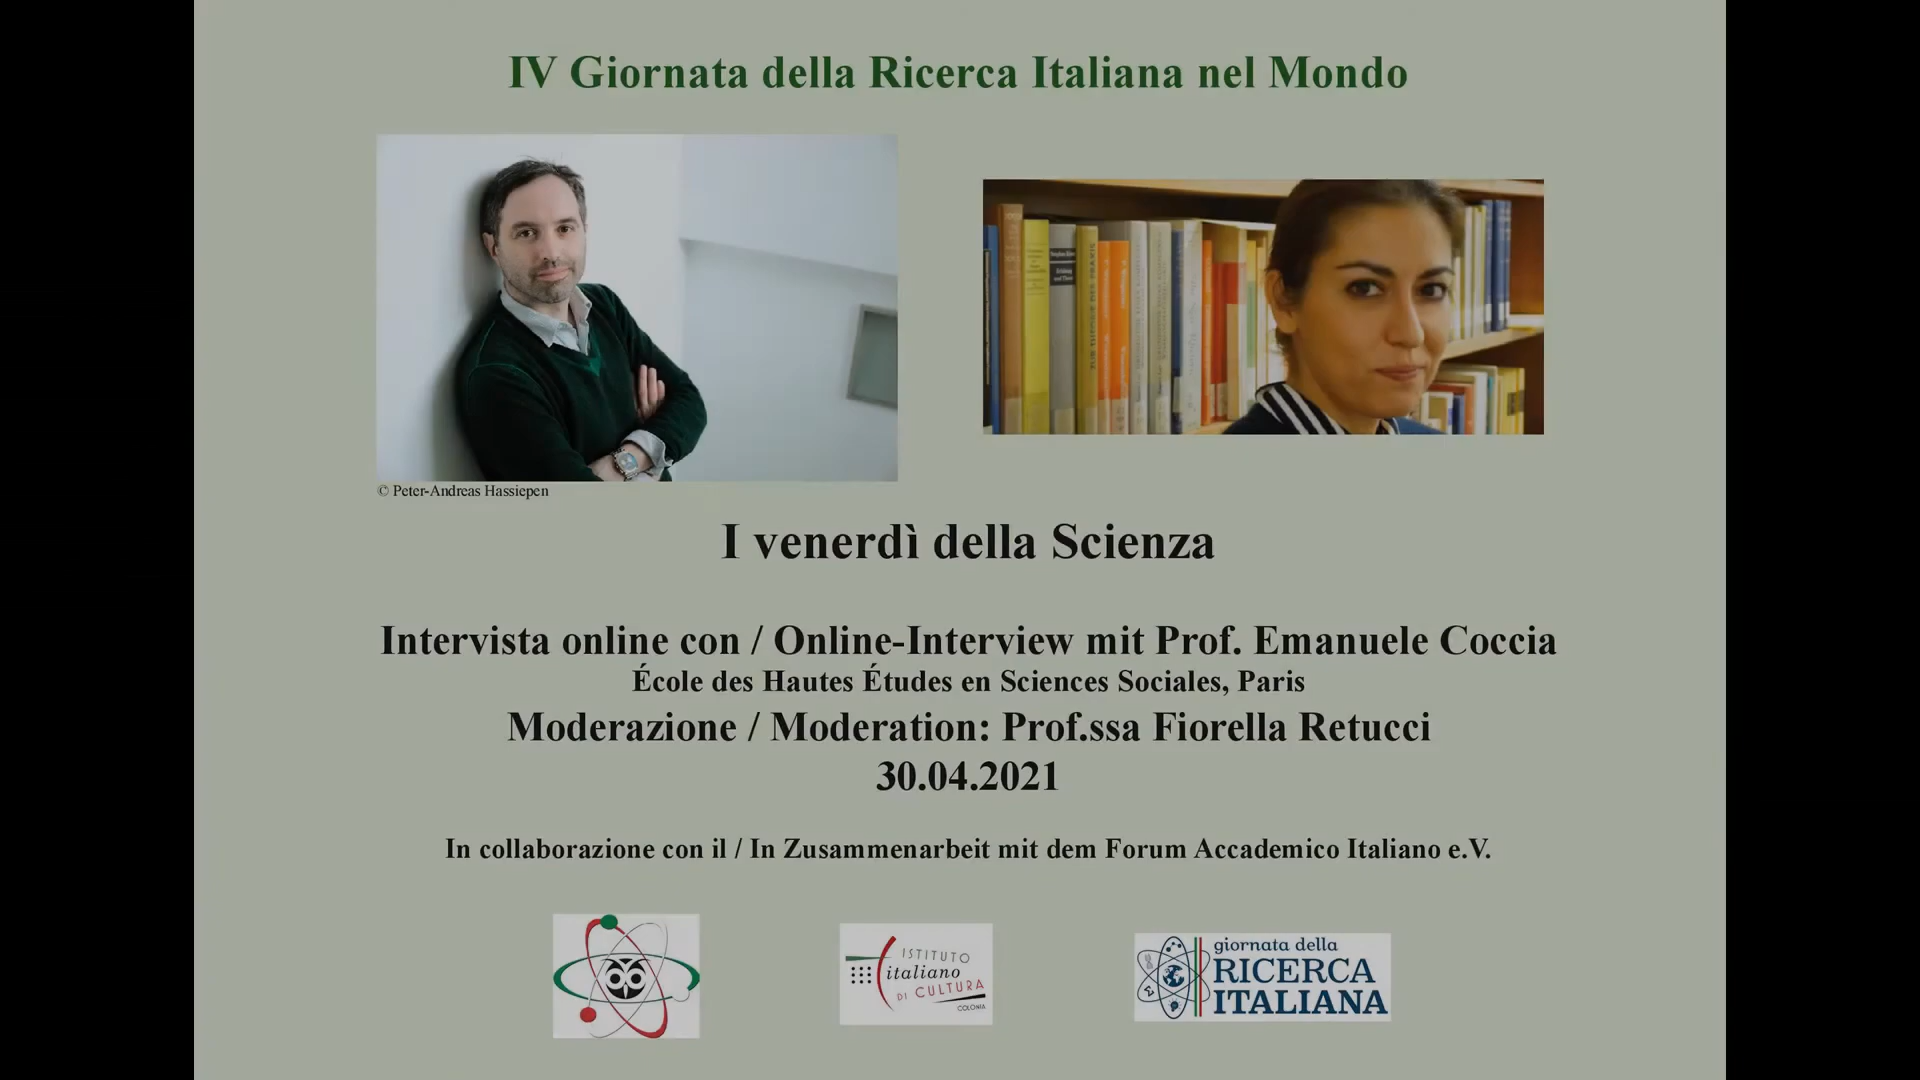 IV Giornata della Ricerca Italiana nel Mondo
© Peter-Andreas Hassiepen
I venerdì della Scienza
Intervista online con / Online-Interview mit Prof. Emanuele Coccia
École des Hautes Études en Sciences Sociales, Paris
Moderazione / Moderation: Prof.ssa Fiorella Retucci
30.04.2021
In collaborazione con il / In Zusammenarbeit mit dem Forum Accademico Italiano e.V.
ISTITUTO
italiano
DI CULTURA
COLONIA
giornata della
RICERCA
ITALIANA